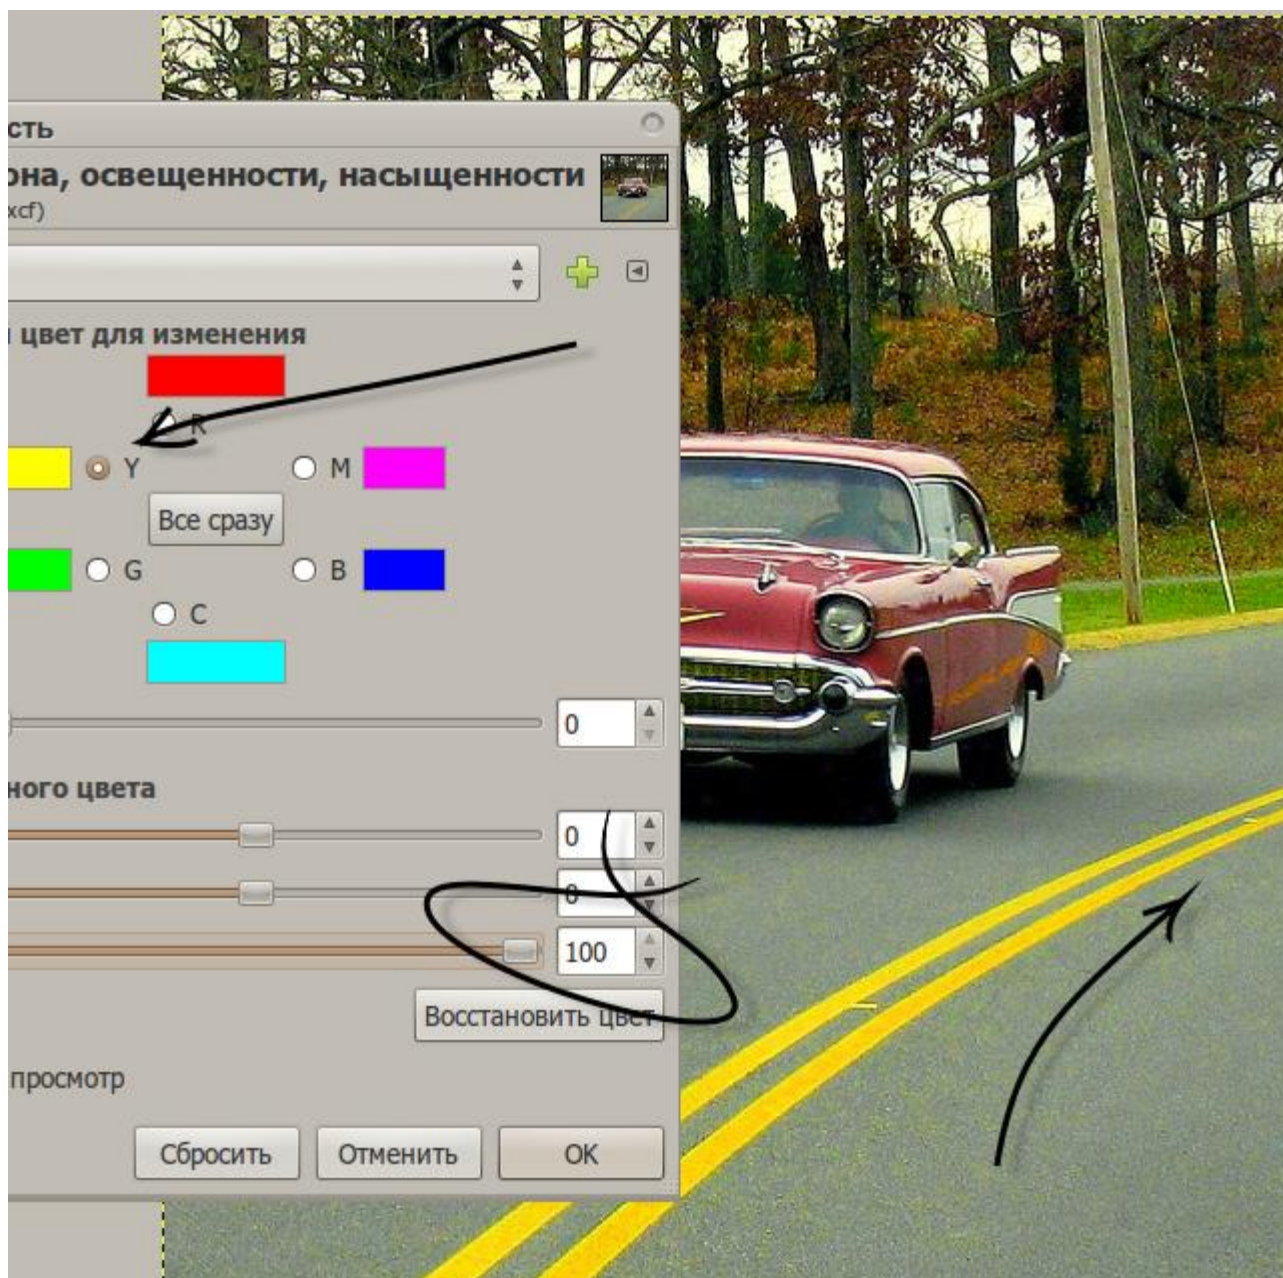 сть
она, освещенности, насыщенности
xcf)
цвет для изменения
R
Y
M
Все сразу
G
B
C
0
ного цвета
0
0
100
Восстановить цвет
просмотр
Сбросить
Отменить
OK